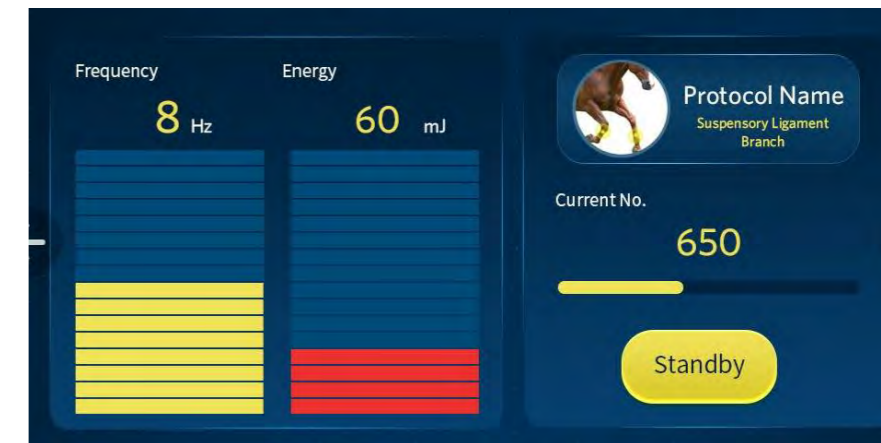 Frequency
Energy
8 Hz
60 mJ
Protocol Name
Suspensory Ligament
Branch
Current No.
650
Standby